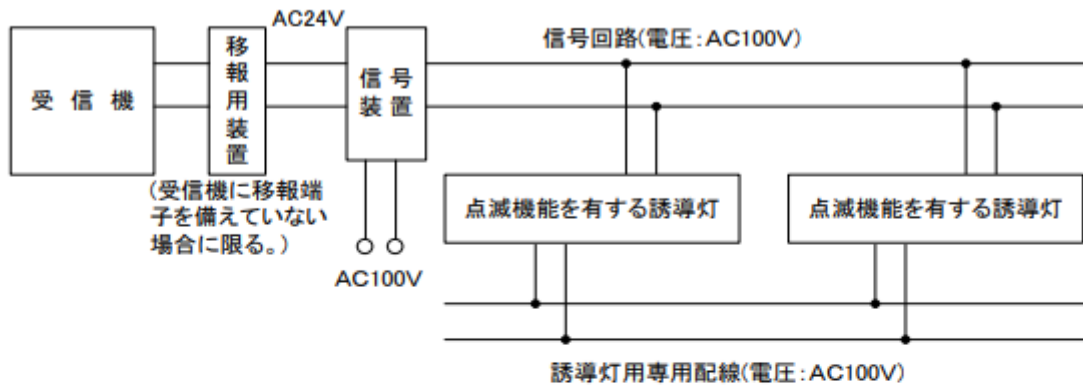 AC24V
信号回路(電圧:AC100V)
受信機
移報用装置
信号
装置
(受信機に移報端
子を備えていない
場合に限る。)
AC100V
点滅機能を有する誘導灯
点滅機能を有する誘導灯
誘導灯用専用配線(電圧:AC100V)